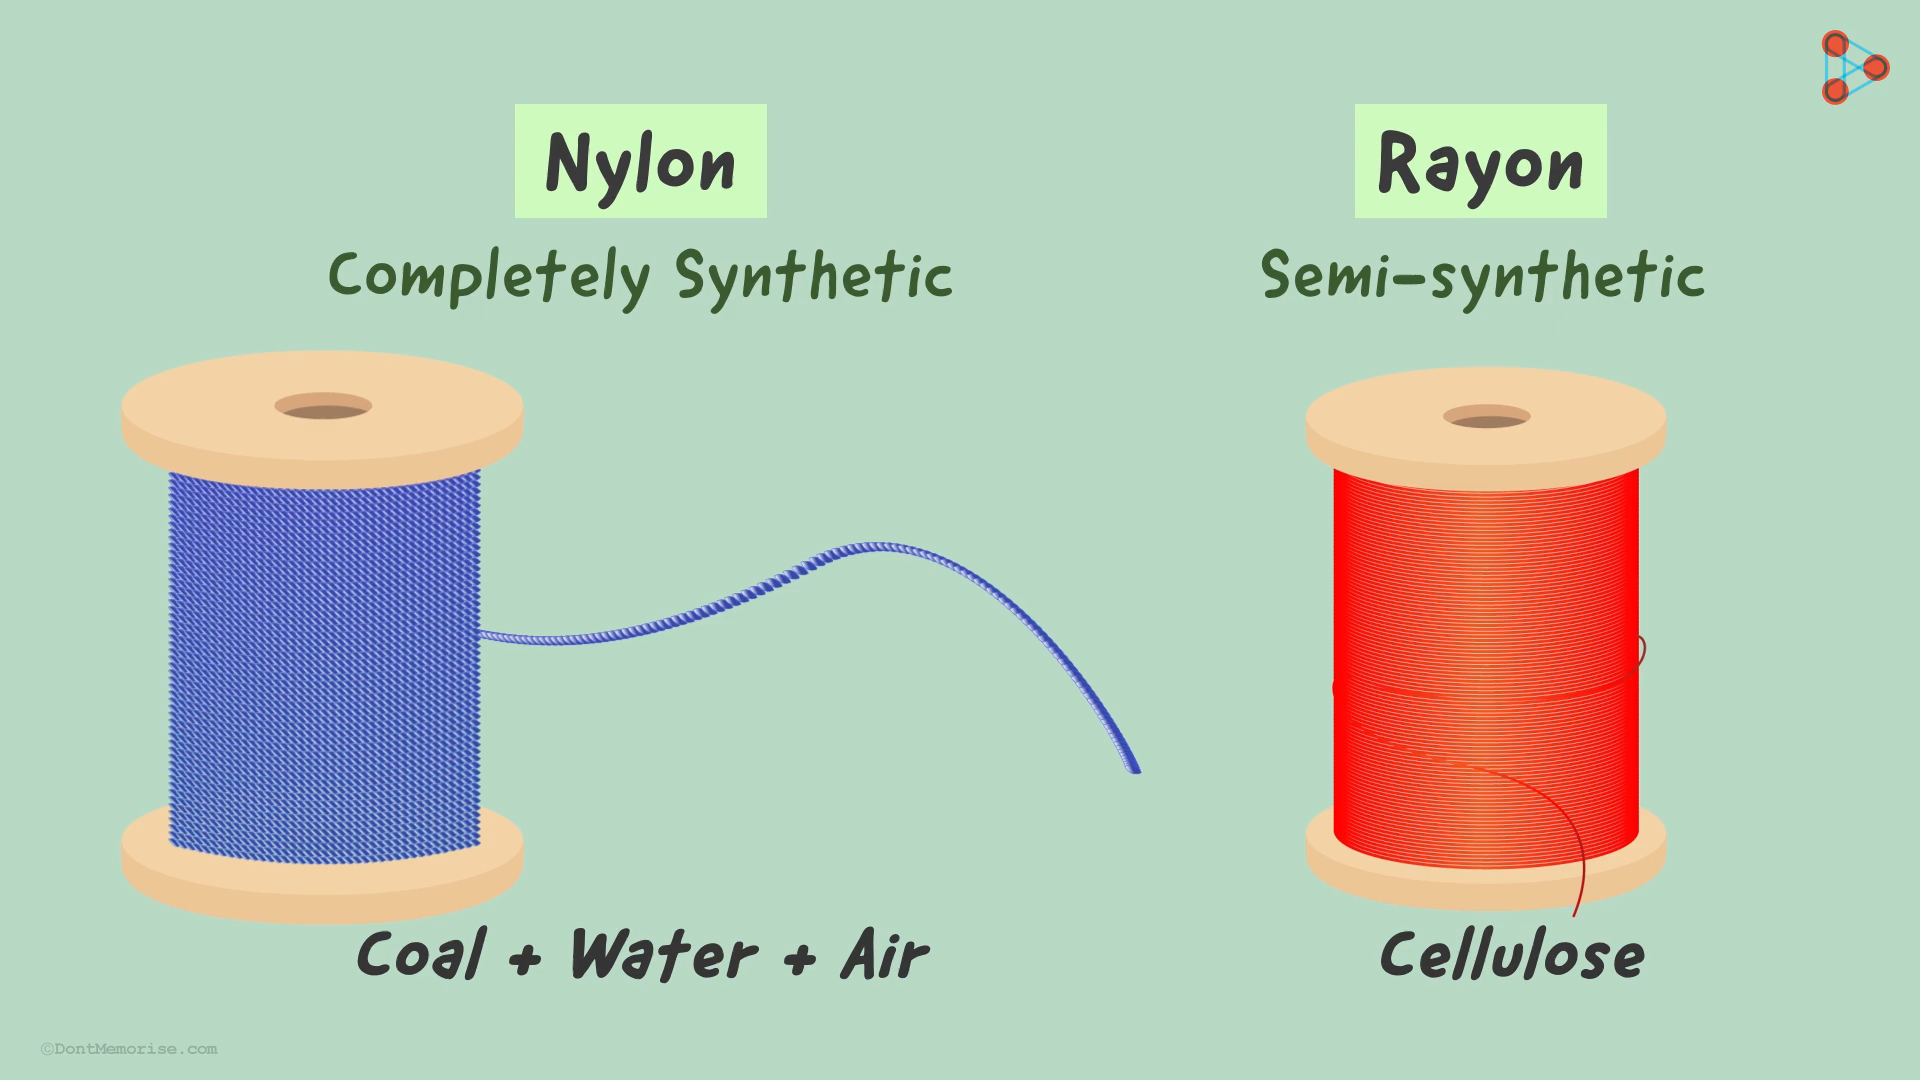 Nylon
Completely Synthetic
Coal + Water + Air
Rayon
Semi-synthetic
Cellulose
©DontMemorise.com